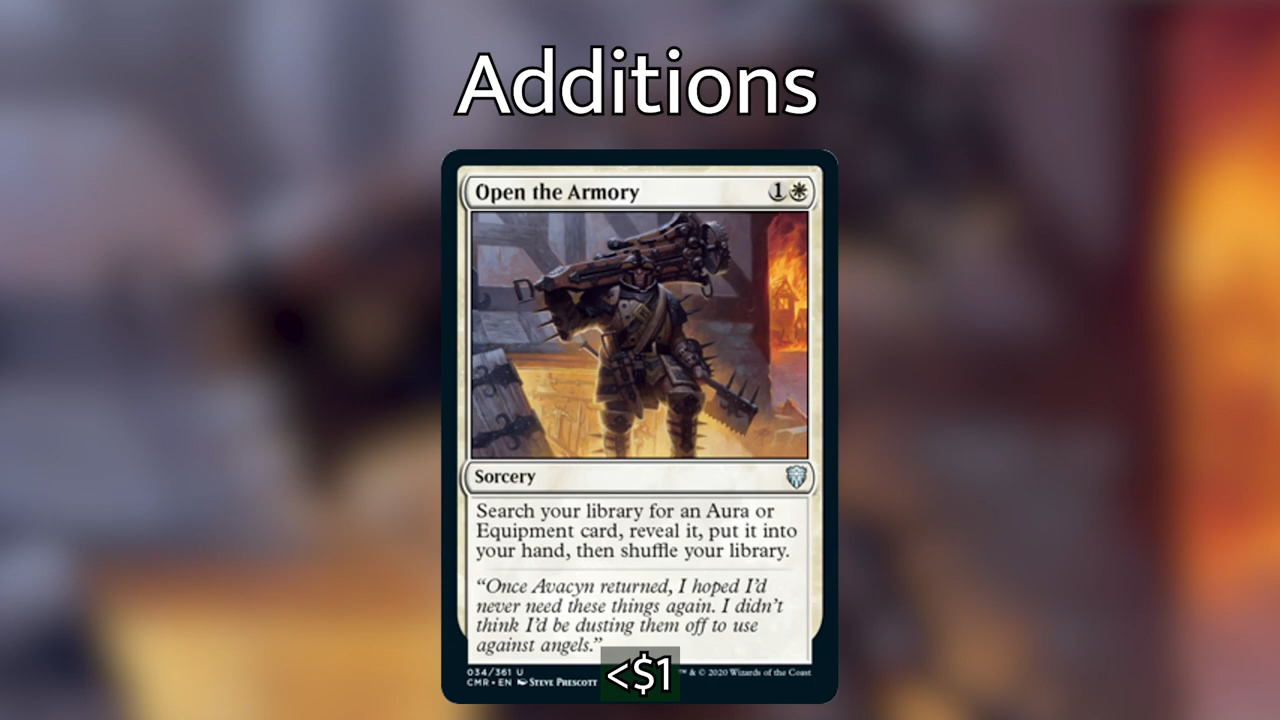 Additions
Open the Armory 1
Sorcery
Search your library for an Aura or
Equipment card, reveal it, put it into
your hand, then shuffle your library.
“Once Avacyn returned, I hoped I’d
never need these things again. I didn’t
think I’d be dusting them off to use
against angels.”
<$1
034/361 U ™ & © 2020 Wizards of the Coast
CMR • EN Steve Prescott